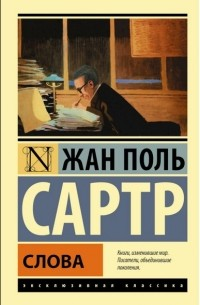 N ЖАН ПОЛЬ
САРТР
СЛОВА
Книги, изменившие мир.
Писатели, объединившие
поколения.
ЭКСКЛЮЗИВНАЯ КЛАССИКА